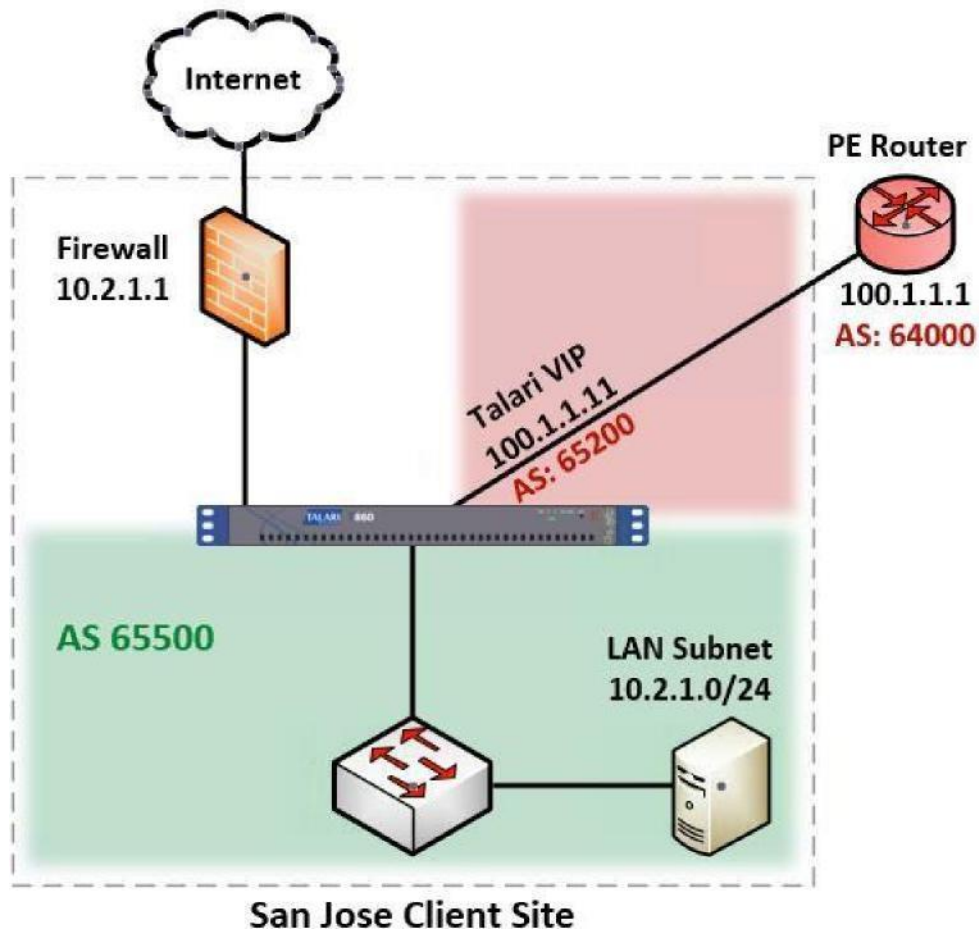 Internet
PE Router
Firewall
10.2.1.1
100.1.1.1
AS: 64000
Talari VIP
100.1.1.11
AS: 65200
TALARI 860
AS 65500
LAN Subnet
10.2.1.0/24
San Jose Client Site